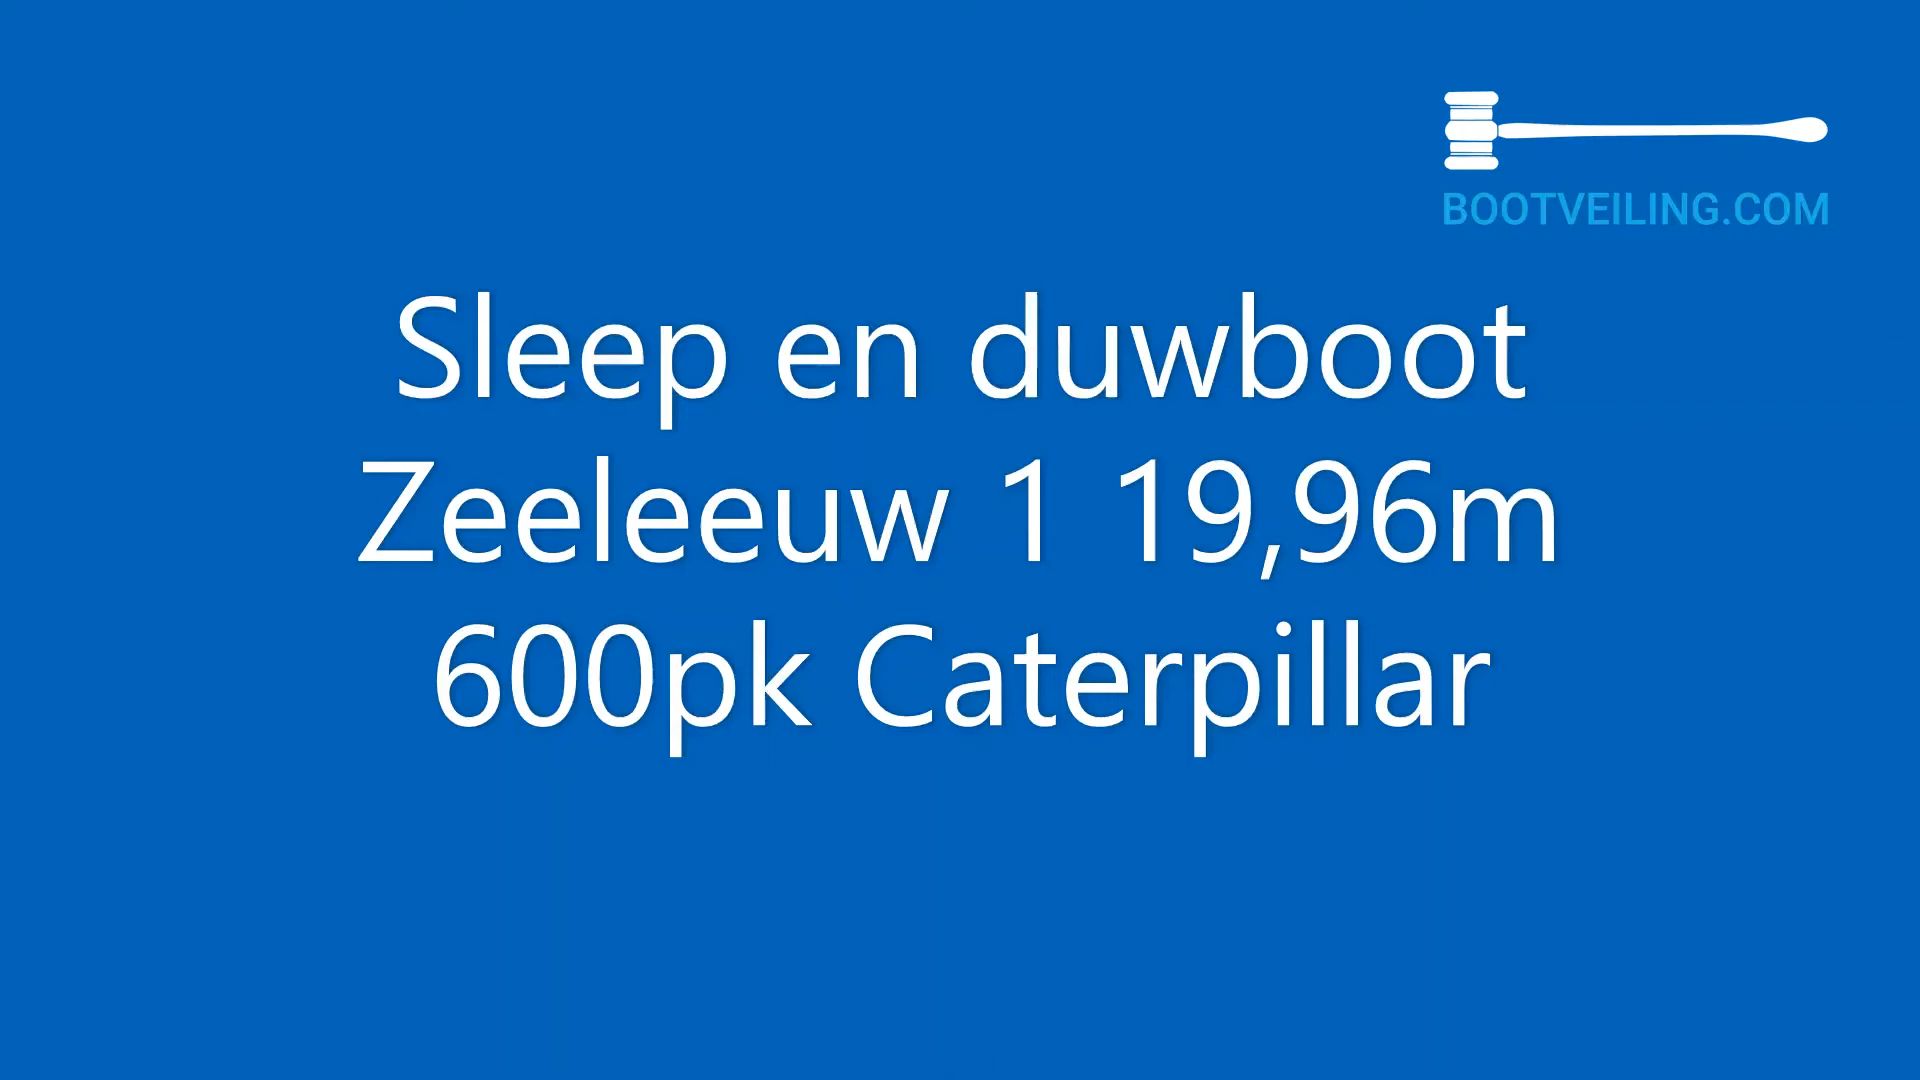 BOOTVEILING.COM
Sleep en duwboot
Zeeleeuw 1 19,96m
600pk Caterpillar